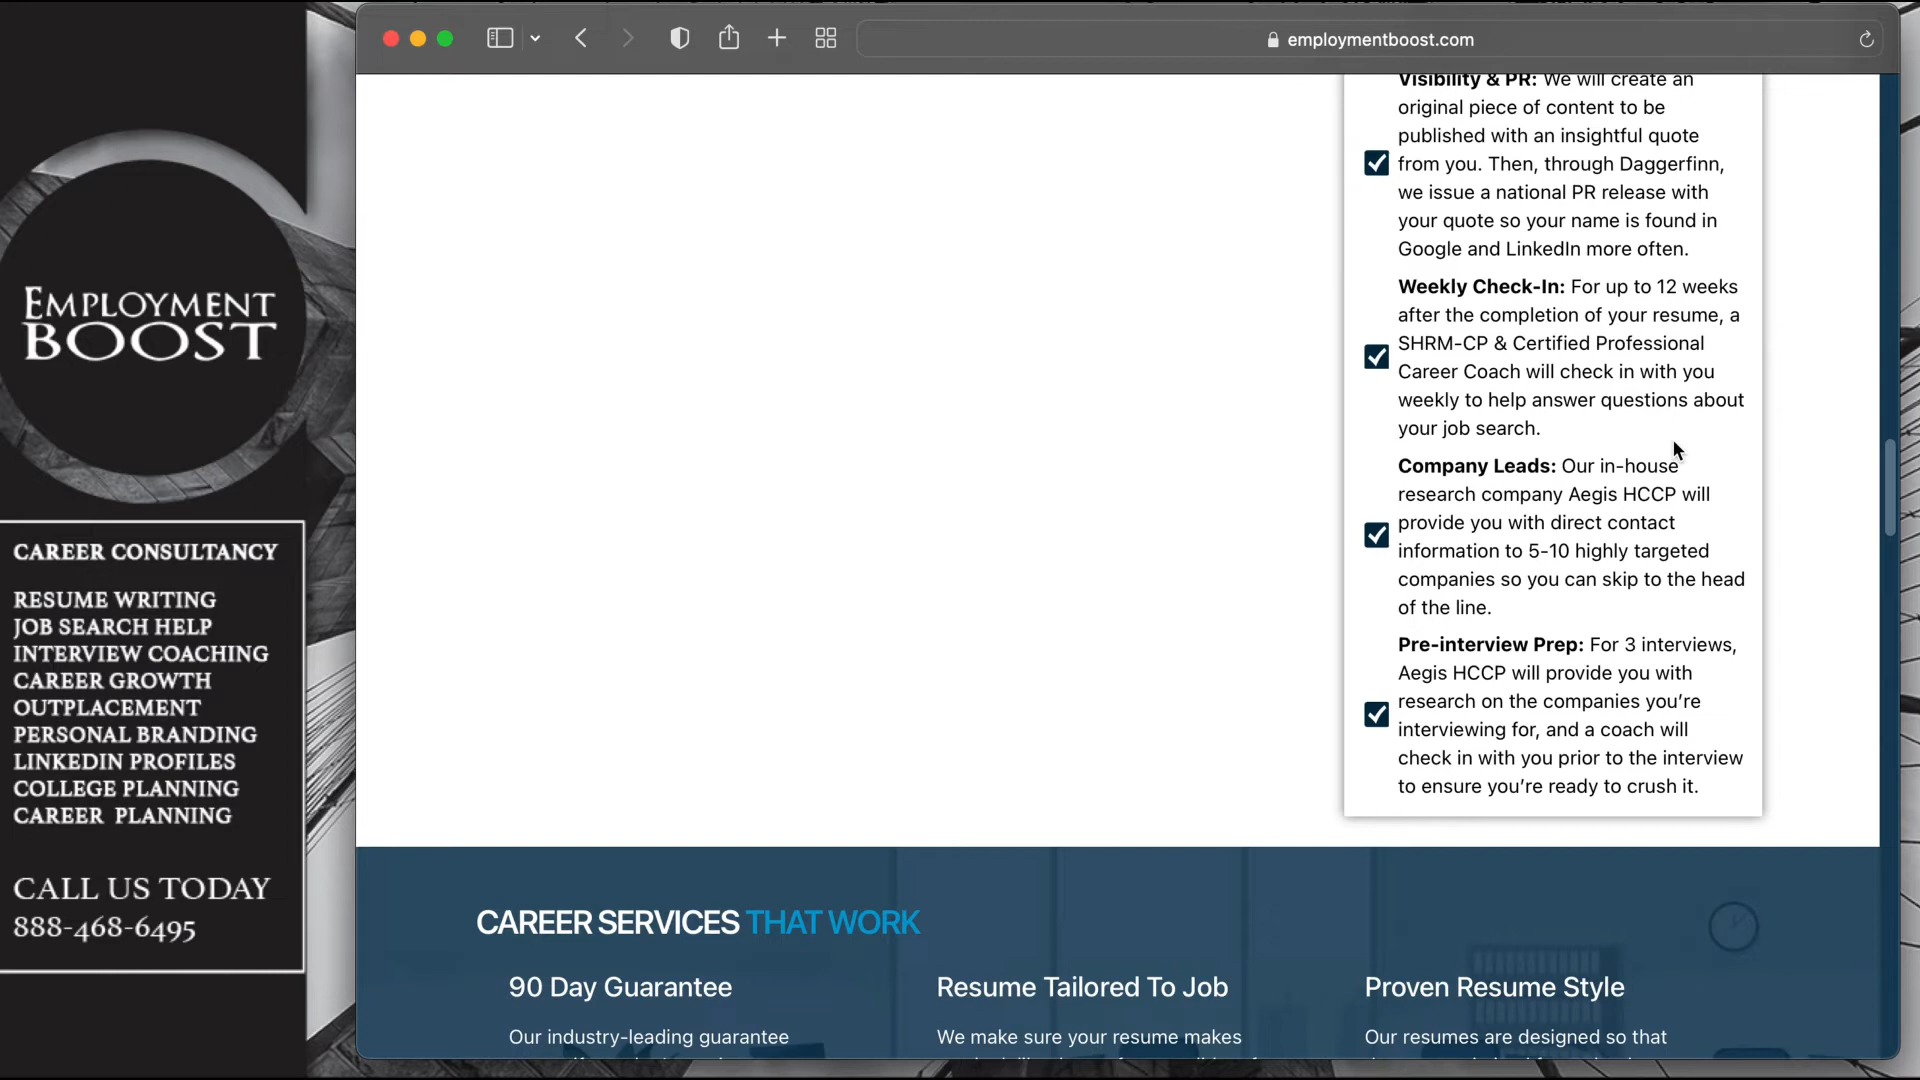 EMPLOYMENT
BOOST
CAREER CONSULTANCY
RESUME WRITING
JOB SEARCH HELP
INTERVIEW COACHING
CAREER GROWTH
OUTPLACEMENT
PERSONAL BRANDING
LINKEDIN PROFILES
COLLEGE PLANNING
CAREER PLANNING
CALL US TODAY
888-468-6495
employmentboost.com
Visibility & PR: We will create an
original piece of content to be
published with an insightful quote
from you. Then, through Daggerfinn,
we issue a national PR release with
your quote so your name is found in
Google and LinkedIn more often.
Weekly Check-In: For up to 12 weeks
after the completion of your resume, a
SHRM-CP & Certified Professional
Career Coach will check in with you
weekly to help answer questions about
your job search.
Company Leads: Our in-house
research company Aegis HCCP will
provide you with direct contact
information to 5-10 highly targeted
companies so you can skip to the head
of the line.
Pre-interview Prep: For 3 interviews,
Aegis HCCP will provide you with
research on the companies you’re
interviewing for, and a coach will
check in with you prior to the interview
to ensure you’re ready to crush it.
CAREER SERVICES THAT WORK
90 Day Guarantee
Our industry-leading guarantee
Resume Tailored To Job
We make sure your resume makes
Proven Resume Style
Our resumes are designed so that